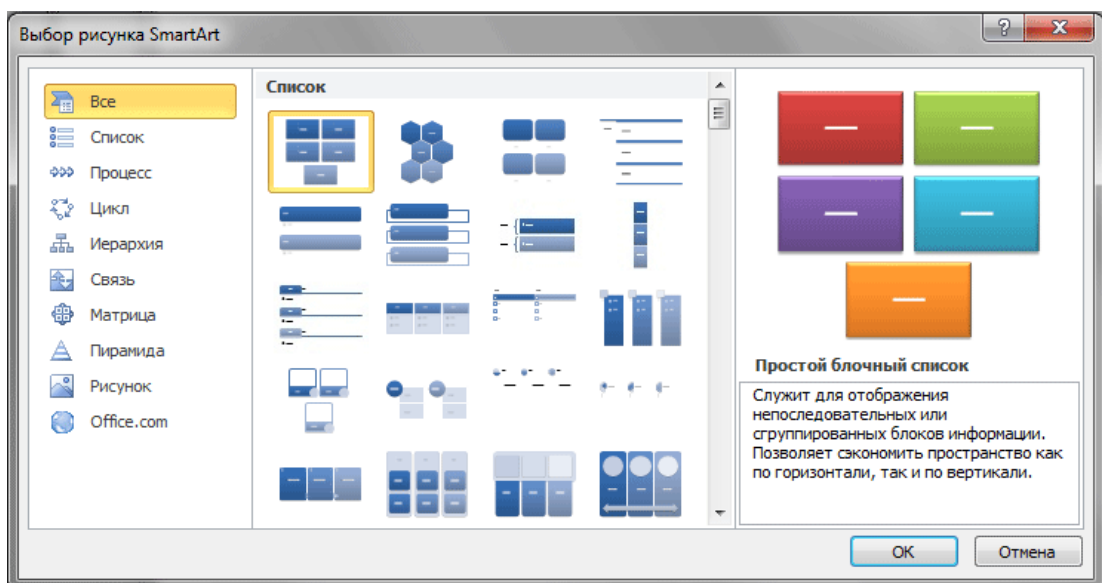 Выбор рисунка SmartArt
Все
Список
Процесс
Цикл
Иерархия
Связь
Матрица
Пирамида
Рисунок
Office.com
Список
Простой блочный список
Служит для отображения
непоследовательных или
сгруппированных блоков информации.
Позволяет сэкономить пространство как
по горизонтали, так и по вертикали.
ОК
Отмена